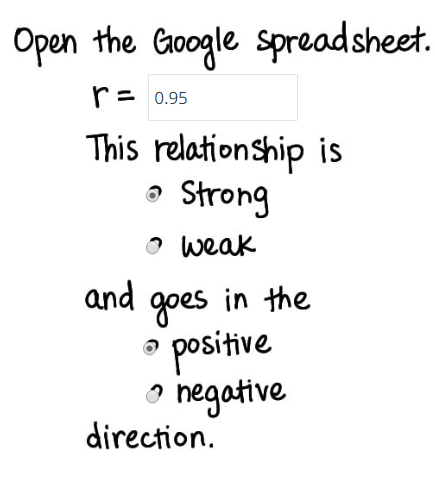 Open the Google spreadsheet.
r = 0.95
This relationship is
Strong
weak
and goes in the
positive
negative
direction.